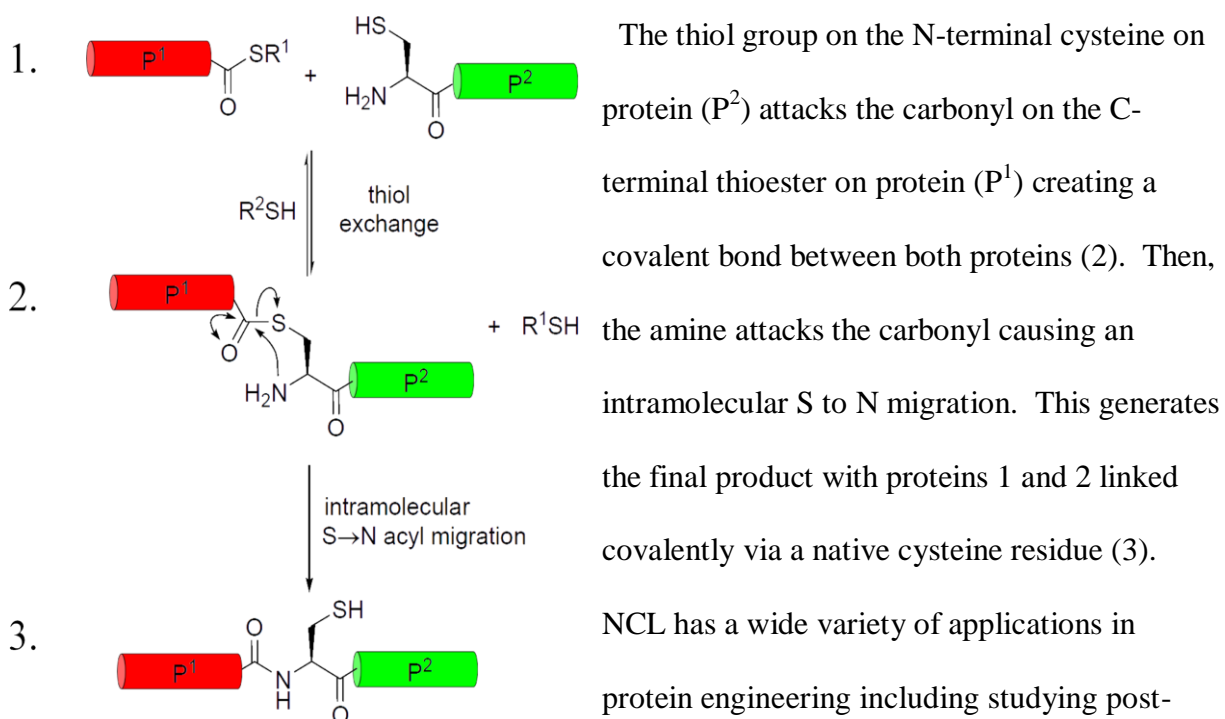 1.
P¹
SR¹
O
+
HS
H₂N
O
P²
R²SH
thiol
exchange
2.
P¹
O
S
H₂N
O
P²
+ R¹SH
intramolecular
S→N acyl migration
3.
P¹
O
N
H
SH
O
P²
The thiol group on the N-terminal cysteine on
protein (P²) attacks the carbonyl on the C-
terminal thioester on protein (P¹) creating a
covalent bond between both proteins (2). Then,
the amine attacks the carbonyl causing an
intramolecular S to N migration. This generates
the final product with proteins 1 and 2 linked
covalently via a native cysteine residue (3).
NCL has a wide variety of applications in
protein engineering including studying post-